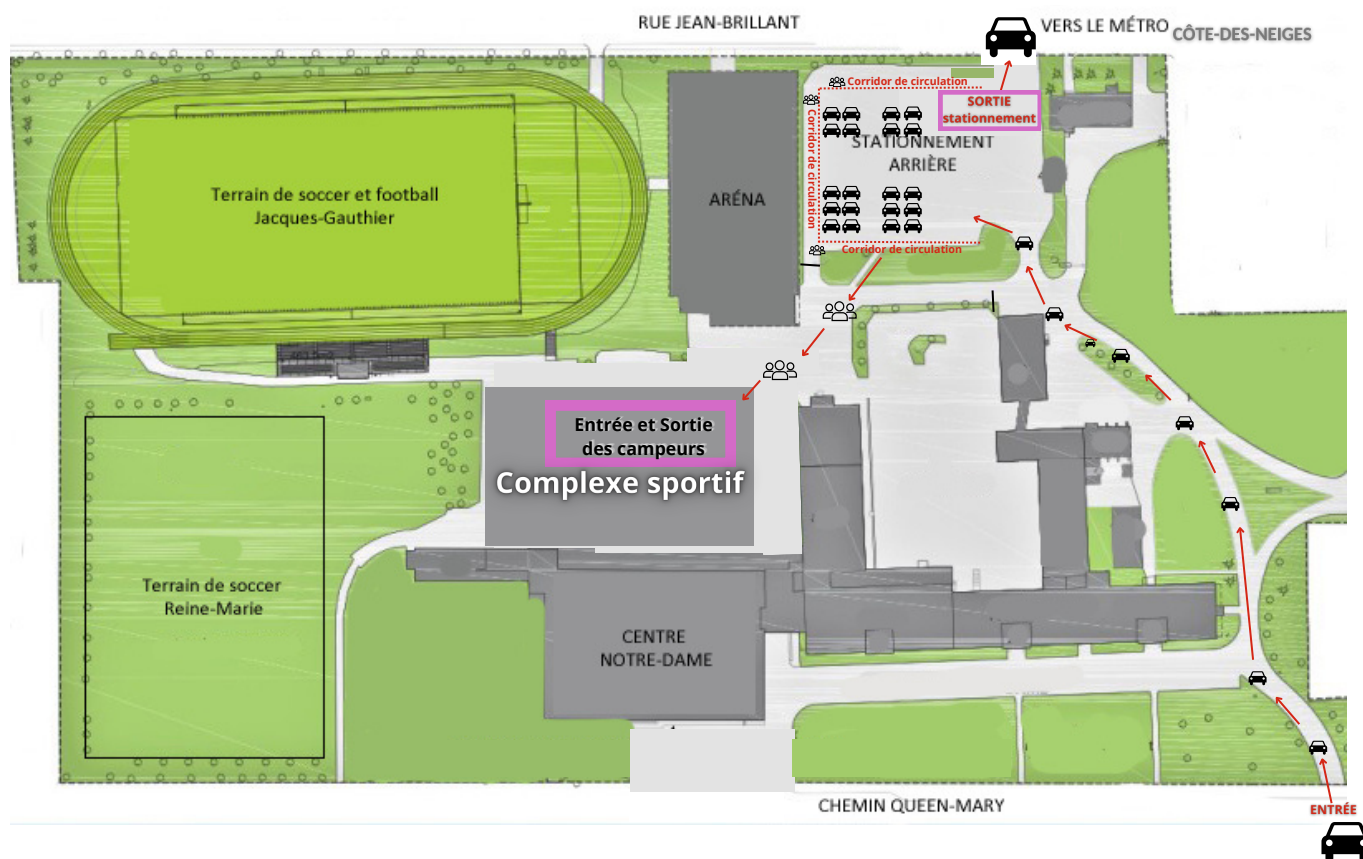 RUE JEAN-BRILLANT
VERS LE MÉTRO CÔTE-DES-NEIGES
Corridor de circulation
SORTIE
stationnement
Corridor de circulation
STATIONNEMENT
ARRIÈRE
Terrain de soccer et football
Jacques-Gauthier
ARÉNA
Corridor de circulation
Entrée et Sortie
des campeurs
Complexe sportif
Terrain de soccer
Reine-Marie
CENTRE
NOTRE-DAME
CHEMIN QUEEN-MARY
ENTRÉE